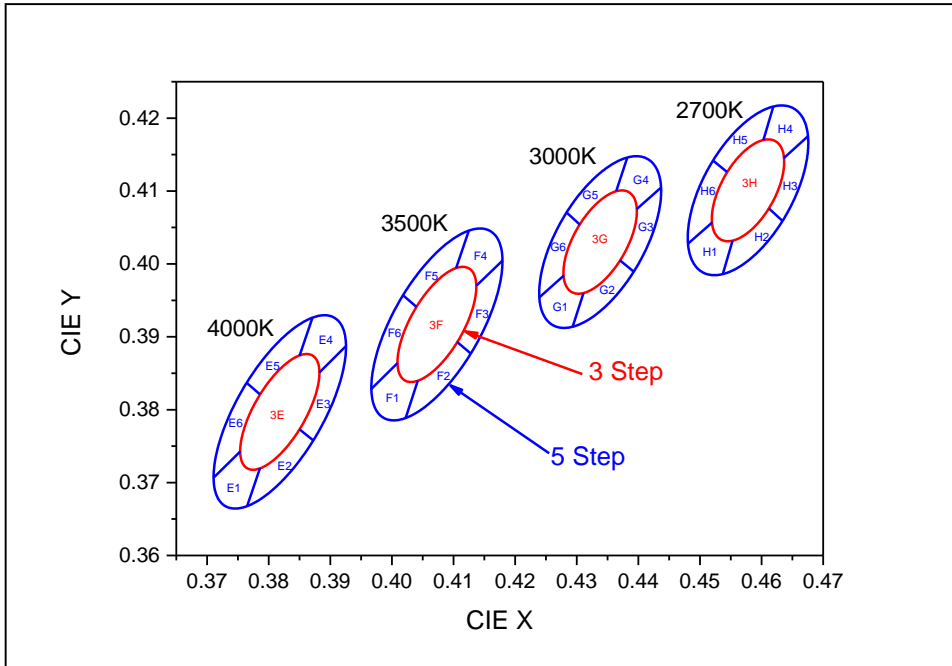 2700K
0.42
H5
H4
3000K
0.41
G5
G4
H6
3H
H3
3500K
H2
G6
3G
G3
H1
0.40
F5
F4
G2
G1
CIE Y
4000K
F6
3F
F3
0.39
E5
E4
3 Step
F2
F1
0.38
E6
3E
E3
5 Step
E2
0.37
E1
0.36
0.37
0.38
0.39
0.40
0.41
0.42
0.43
0.44
0.45
0.46
0.47
CIE X